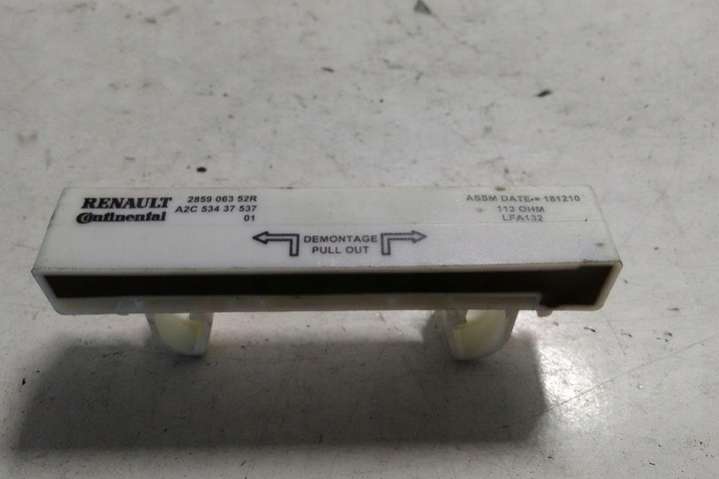 RENAULT 2859 063 52R
Continental A2C 534 37 537
01
ASSM DATE = 181210
113 OHM
LFA132
DEMONTAGE
PULL OUT